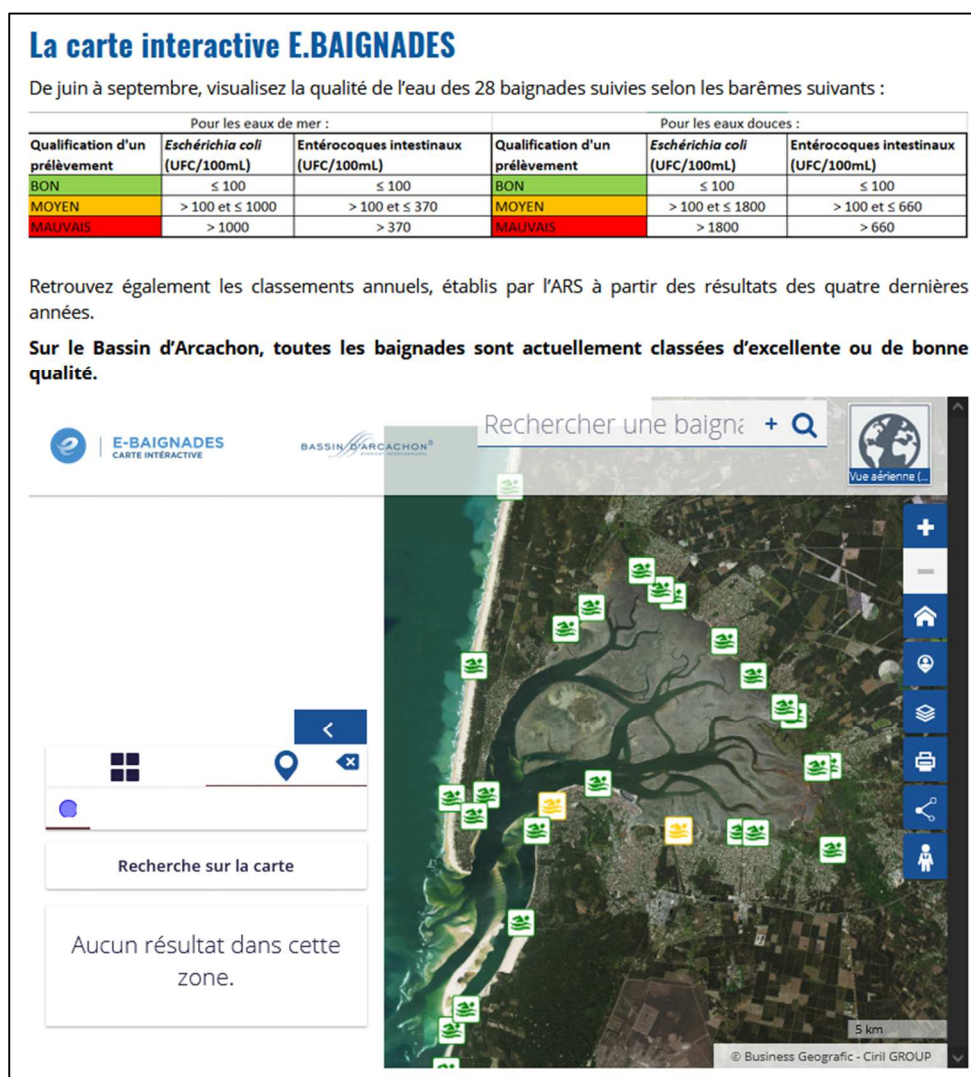 La carte interactive E.BAIGNADES
De juin à septembre, visualisez la qualité de l'eau des 28 baignades suivies selon les barêmes suivants :
Pour les eaux de mer : Pour les eaux douces :
Qualification d'un prélèvement Eschérichia coli (UFC/100mL) Entérocoques intestinaux (UFC/100mL) Qualification d'un prélèvement Eschérichia coli (UFC/100mL) Entérocoques intestinaux (UFC/100mL)
BON ≤ 100 ≤ 100 BON ≤ 100 ≤ 100
MOYEN > 100 et ≤ 1000 > 100 et ≤ 370 MOYEN > 100 et ≤ 1800 > 100 et ≤ 660
MAUVAIS > 1000 > 370 MAUVAIS > 1800 > 660
Retrouvez également les classements annuels, établis par l'ARS à partir des résultats des quatre dernières
années.
Sur le Bassin d'Arcachon, toutes les baignades sont actuellement classées d'excellente ou de bonne
qualité.
E-BAIGNADES
CARTE INTÉRACTIVE
BASSIN D'ARCACHON®
SYNDICAT INTERCOMMUNAL
Rechercher une baigna
Vue aérienne (...
Recherche sur la carte
Aucun résultat dans cette
zone.
5 km
© Business Geografic - Ciril GROUP